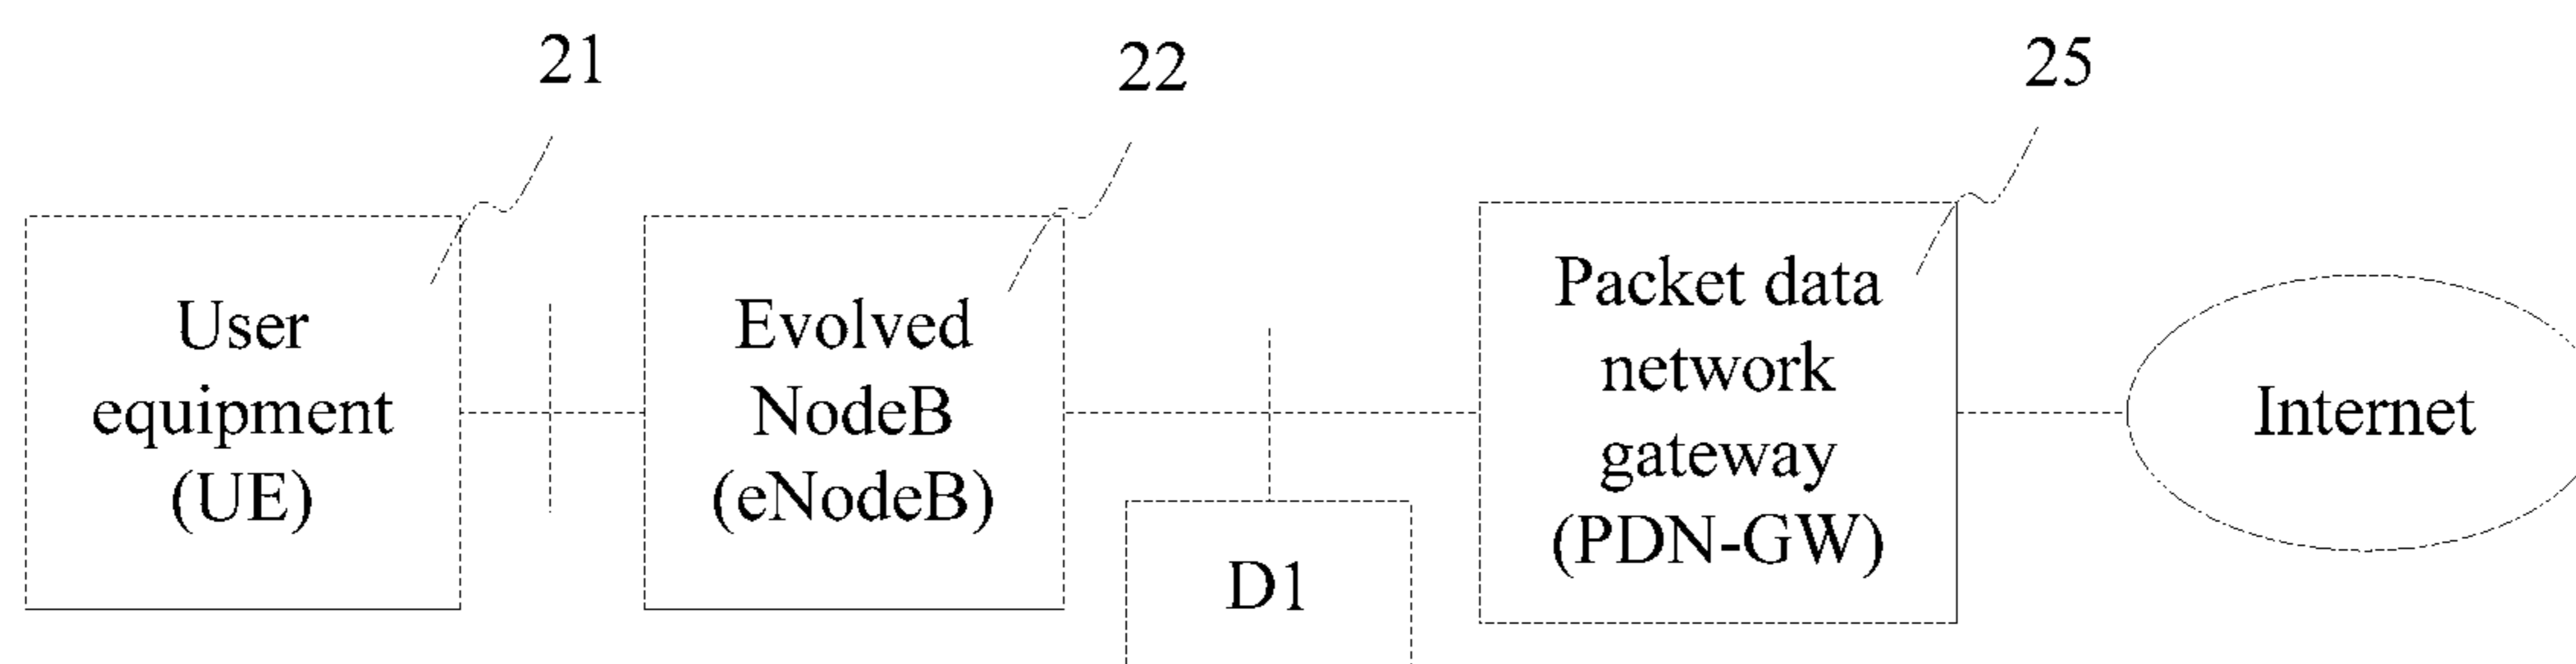 21
22
25
User
equipment
(UE)
Evolved
NodeB
(eNodeB)
Packet data
network
gateway
(PDN-GW)
Internet
D1